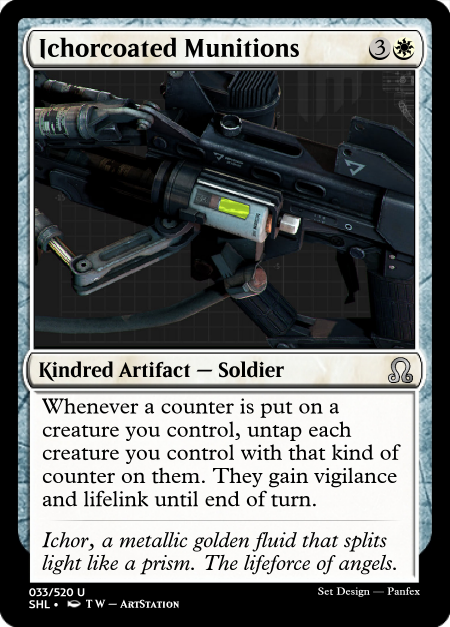 Ichorcoated Munitions 3
Kindred Artifact — Soldier
Whenever a counter is put on a
creature you control, untap each
creature you control with that kind of
counter on them. They gain vigilance
and lifelink until end of turn.
Ichor, a metallic golden fluid that splits
light like a prism. The lifeforce of angels.
033/520 U
Set Design — Panfex
SHL • TW — ArtStation